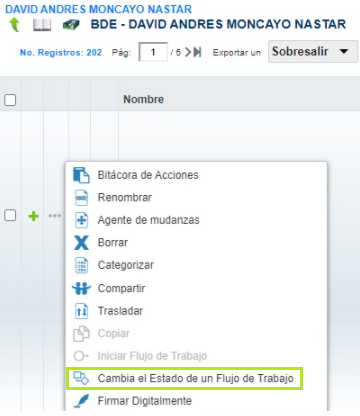 DAVID ANDRES MONCAYO NASTAR
BDE - DAVID ANDRES MONCAYO NASTAR
No. Registros: 202 Pág: 1 / 5 Exportar un Sobresalir
Nombre
Bitácora de Acciones
Renombrar
Agente de mudanzas
Borrar
Categorizar
Compartir
Trasladar
Copiar
Iniciar Flujo de Trabajo
Cambia el Estado de un Flujo de Trabajo
Firmar Digitalmente